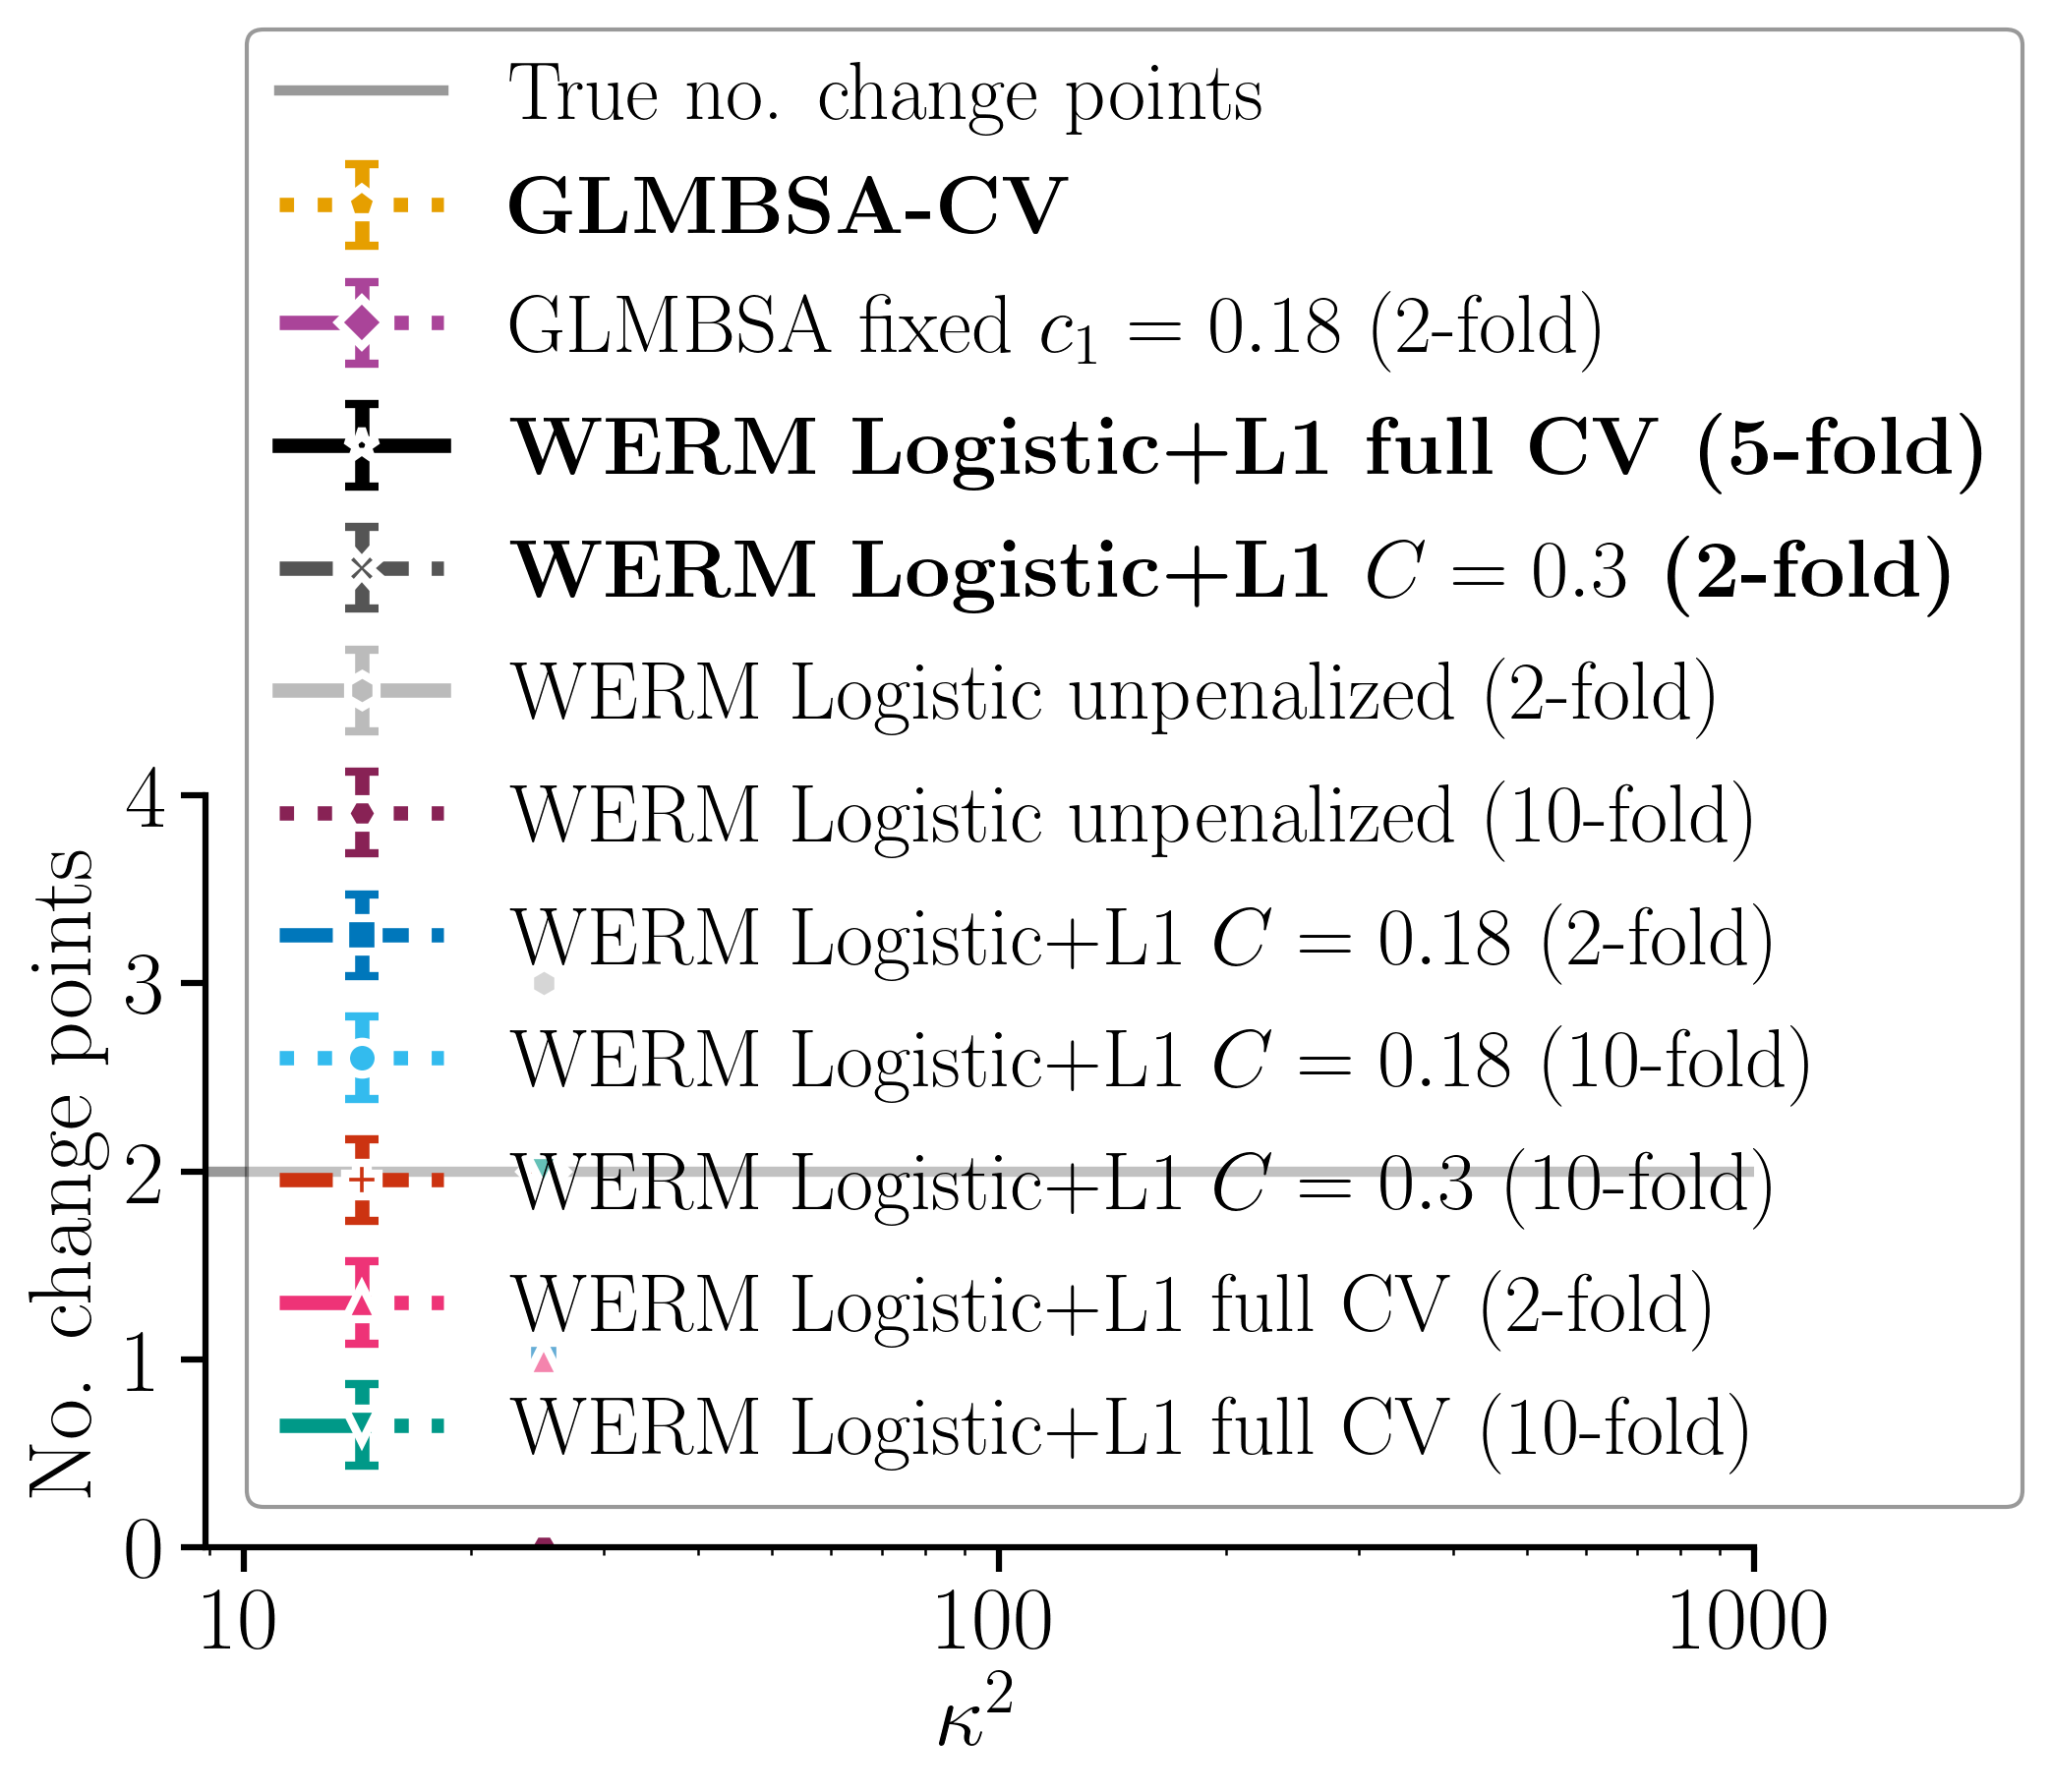 True no. change points
GLMBSA-CV
GLMBSA fixed c₁ = 0.18 (2-fold)
WERM Logistic+L1 full CV (5-fold)
WERM Logistic+L1 C = 0.3 (2-fold)
WERM Logistic unpenalized (2-fold)
WERM Logistic unpenalized (10-fold)
WERM Logistic+L1 C = 0.18 (2-fold)
WERM Logistic+L1 C = 0.18 (10-fold)
WERM Logistic+L1 C = 0.3 (10-fold)
WERM Logistic+L1 full CV (2-fold)
WERM Logistic+L1 full CV (10-fold)
No. change points
4
3
2
1
0
10 100 1000
κ²